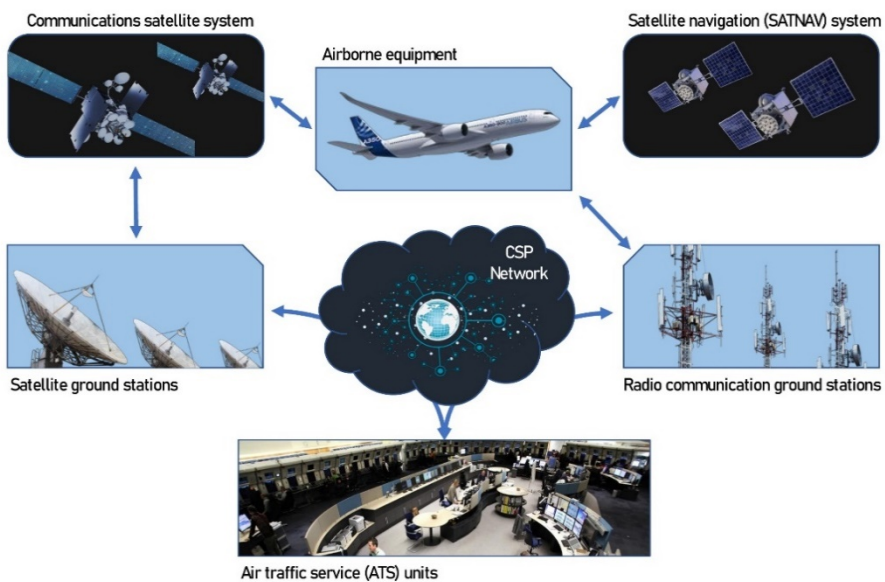 Communications satellite system
Satellite navigation (SATNAV) system
Airborne equipment
CSP
Network
Satellite ground stations
Radio communication ground stations
Air traffic service (ATS) units